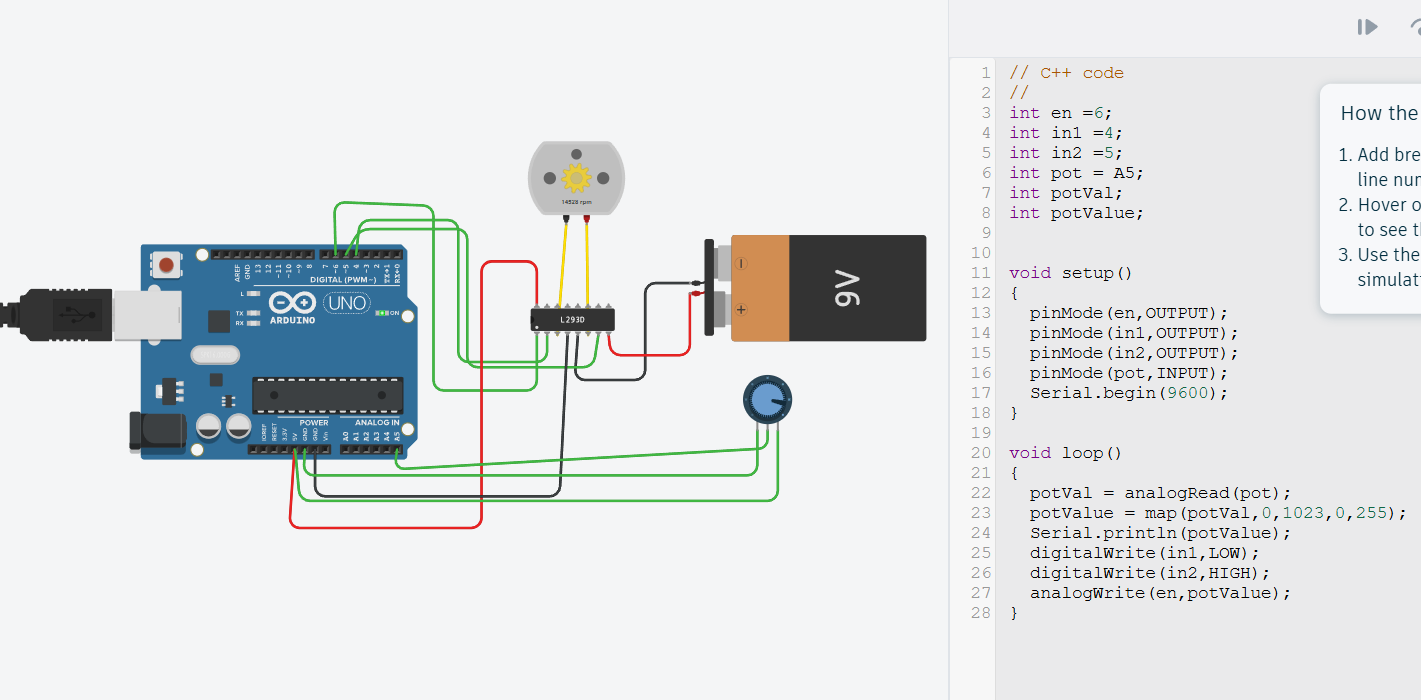 14528 rpm
AREF
GND
13
12
~11
~10
~9
8
7
~6
~5
4
~3
2
TX→1
RX←0
DIGITAL (PWM~)
L
TX
RX
UNO
ON
ARDUINO
L293D
9V
POWER
ANALOG IN
IOREF
RESET
3.3V
5V
GND
GND
Vin
A0
A1
A2
A3
A4
A5
1 // C++ code
2 //
3 int en =6;
4 int in1 =4;
5 int in2 =5;
6 int pot = A5;
7 int potVal;
8 int potValue;
9
10
11 void setup()
12 {
13 pinMode(en,OUTPUT);
14 pinMode(in1,OUTPUT);
15 pinMode(in2,OUTPUT);
16 pinMode(pot,INPUT);
17 Serial.begin(9600);
18 }
19
20 void loop()
21 {
22 potVal = analogRead(pot);
23 potValue = map(potVal,0,1023,0,255);
24 Serial.println(potValue);
25 digitalWrite(in1,LOW);
26 digitalWrite(in2,HIGH);
27 analogWrite(en,potValue);
28 }
How the
1. Add bre
line nu
2. Hover o
to see th
3. Use the
simulat